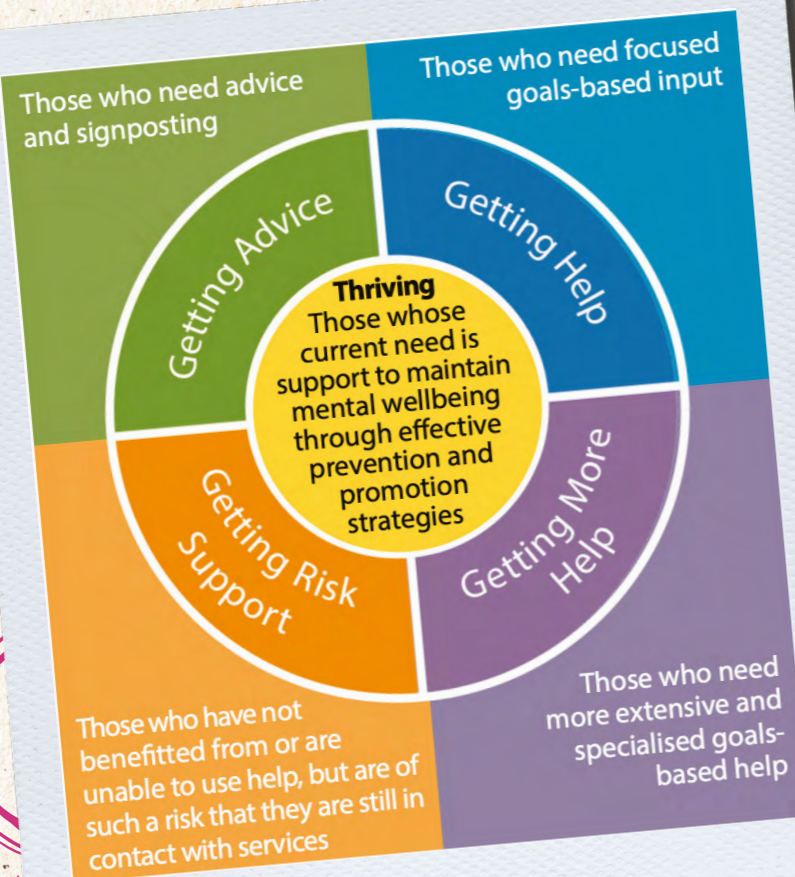 Those who need advice
and signposting
Those who need focused
goals-based input
Getting Advice
Getting Help
Thriving
Those whose
current need is
support to maintain
mental wellbeing
through effective
prevention and
promotion
strategies
Getting Risk
Support
Getting More
Help
Those who have not
benefitted from or are
unable to use help, but are of
such a risk that they are still in
contact with services
Those who need
more extensive and
specialised goals-
based help